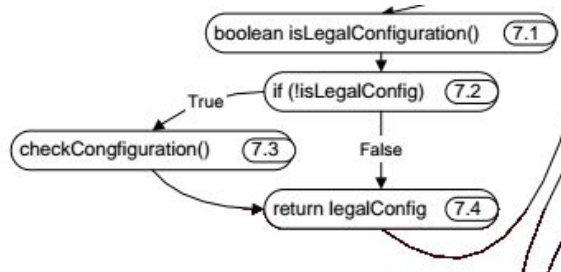 boolean isLegalConfiguration() 7.1
if (!isLegalConfig) 7.2
True
checkCongfiguration() 7.3
False
return legalConfig 7.4